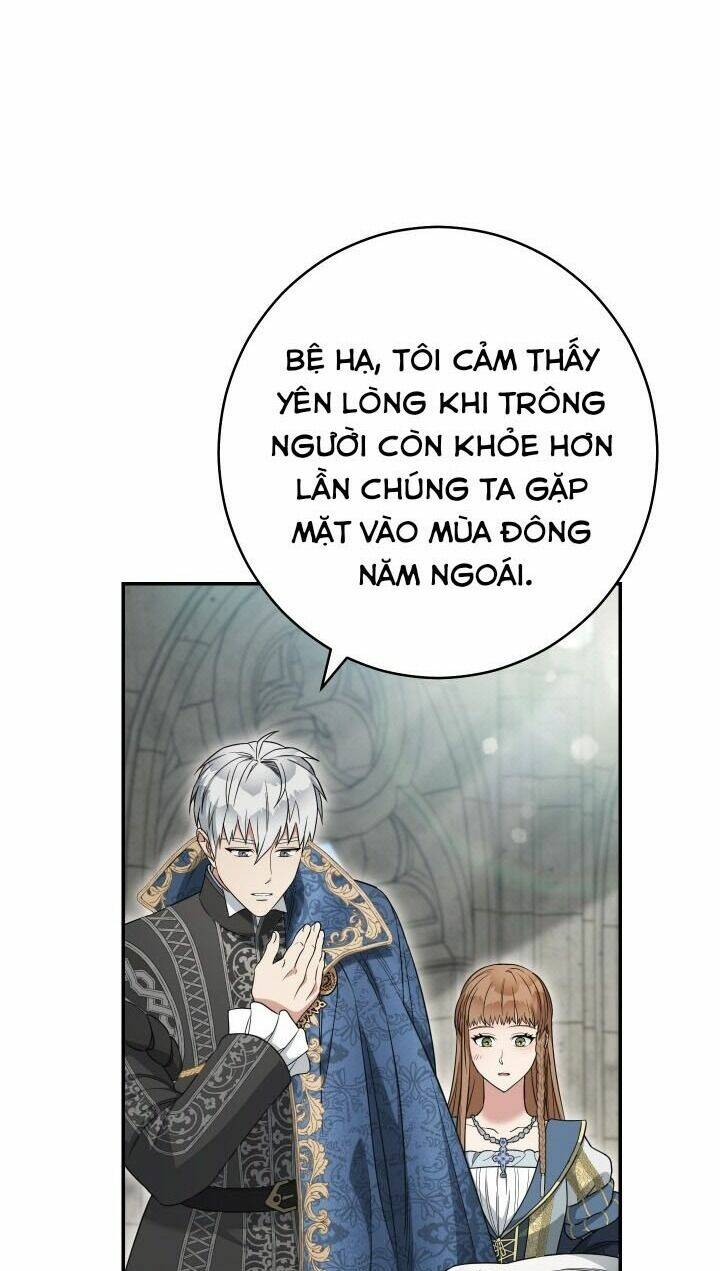 BỆ HẠ, TÔI CẢM THẤY
YÊN LÒNG KHI TRÔNG
NGƯỜI CÒN KHỎE HƠN
LẦN CHÚNG TA GẶP
MẶT VÀO MÙA ĐÔNG
NĂM NGOÁI.